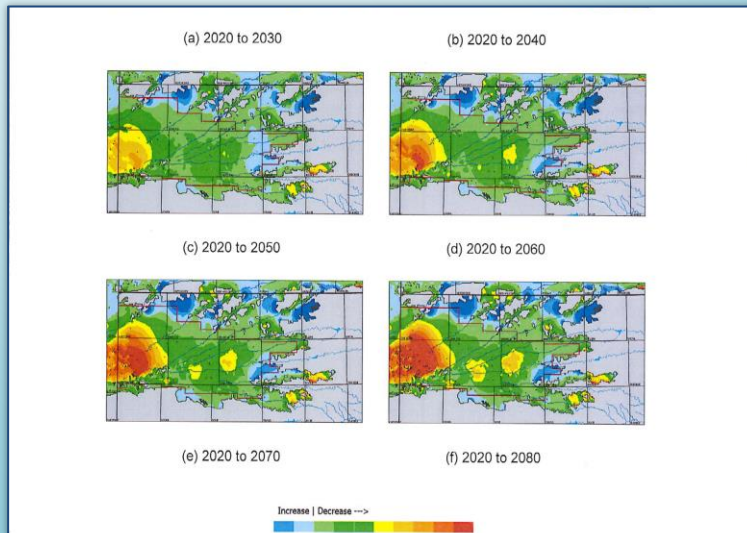 (a) 2020 to 2030
(b) 2020 to 2040
(c) 2020 to 2050
(d) 2020 to 2060
(e) 2020 to 2070
(f) 2020 to 2080
Increase | Decrease --->